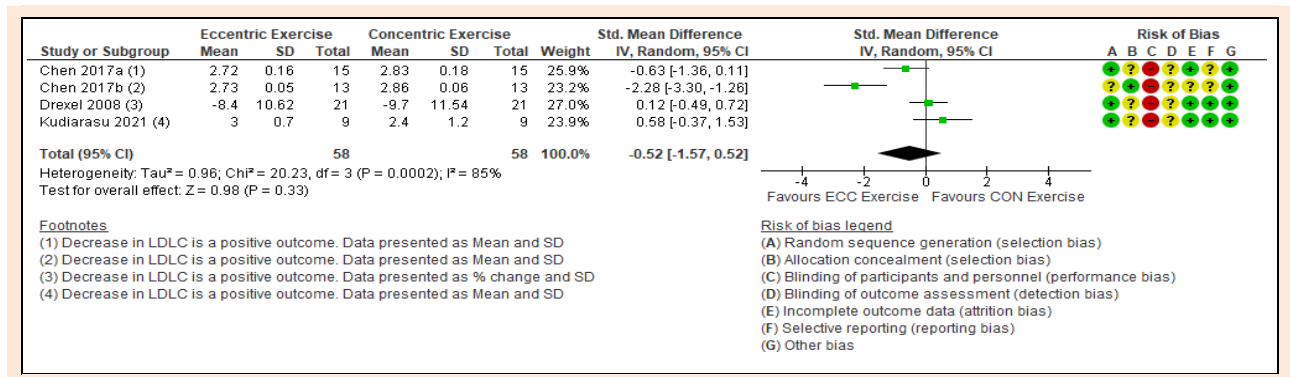 Eccentric Exercise Concentric Exercise Std. Mean Difference Std. Mean Difference Risk of Bias
Study or Subgroup Mean SD Total Mean SD Total Weight IV, Random, 95% CI IV, Random, 95% CI A B C D E F G
Chen 2017a (1) 2.72 0.16 15 2.83 0.18 15 25.9% -0.63 [-1.36, 0.11] + ? - ? + ? +
Chen 2017b (2) 2.73 0.05 13 2.86 0.06 13 23.2% -2.28 [-3.30, -1.26] ? + - ? ? ? +
Drexel 2008 (3) -8.4 10.62 21 -9.7 11.54 21 27.0% 0.12 [-0.49, 0.72] + ? - ? + + +
Kudiarasu 2021 (4) 3 0.7 9 2.4 1.2 9 23.9% 0.58 [-0.37, 1.53] + ? - ? + + +
Total (95% CI) 58 58 100.0% -0.52 [-1.57, 0.52]
Heterogeneity: Tau² = 0.96; Chi² = 20.23, df = 3 (P = 0.0002); I² = 85%
Test for overall effect: Z = 0.98 (P = 0.33)
-4 -2 0 2 4
Favours ECC Exercise Favours CON Exercise
Footnotes
(1) Decrease in LDLC is a positive outcome. Data presented as Mean and SD
(2) Decrease in LDLC is a positive outcome. Data presented as Mean and SD
(3) Decrease in LDLC is a positive outcome. Data presented as % change and SD
(4) Decrease in LDLC is a positive outcome. Data presented as Mean and SD
Risk of bias legend
(A) Random sequence generation (selection bias)
(B) Allocation concealment (selection bias)
(C) Blinding of participants and personnel (performance bias)
(D) Blinding of outcome assessment (detection bias)
(E) Incomplete outcome data (attrition bias)
(F) Selective reporting (reporting bias)
(G) Other bias